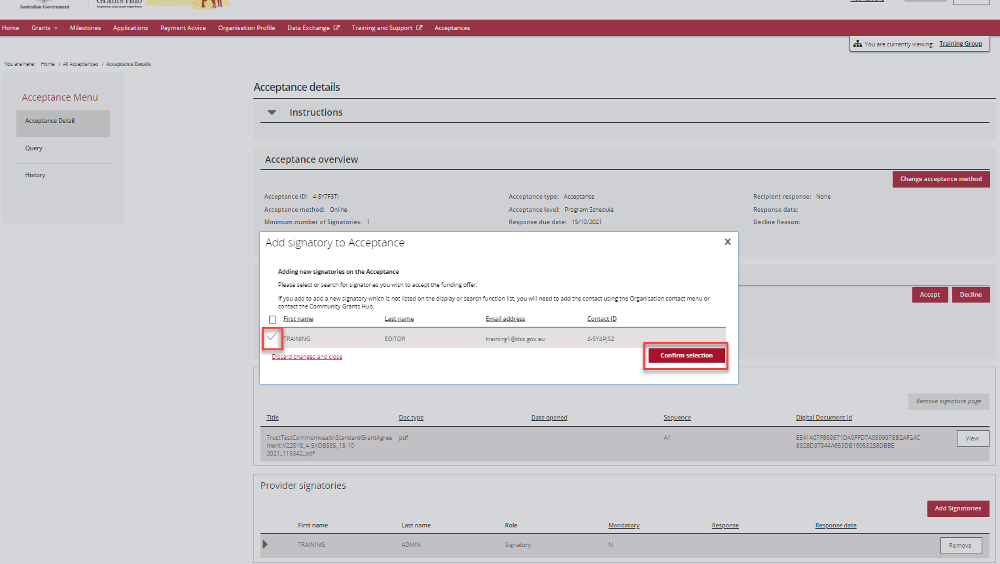 Australian Government
Grants Hub
Improving your grant experience
Home Grants Milestones Applications Payment Advice Organisation Profile Data Exchange Training and Support Acceptances
You are currently viewing: Training Group
You are here: Home / All Acceptances / Acceptance Details
Acceptance Menu
Acceptance Detail
Query
History
Acceptance details
Instructions
Acceptance overview
Change acceptance method
Acceptance ID: 4-5Y7F3TI Acceptance type: Acceptance Recipient response: None
Acceptance method: Online Acceptance level: Program Schedule Response date:
Minimum number of Signatories: 1 Response due date: 15/10/2021 Decline Reason:
Add signatory to Acceptance X
Adding new signatories on the Acceptance
Please select or search for signatories you wish to accept the funding offer.
If you add to add a new signatory which is not listed on the display or search function list, you will need to add the contact using the Organisation contact menu or
contact the Community Grants Hub.
First name Last name Email address Contact ID
TRAINING EDITOR training1@dss.gov.au 4-5Y4PJS2
Discard changes and close
Confirm selection
Accept Decline
Remove signature page
Title Doc type Date opened Sequence Digital Document Id
TrustTestCommonwealthStandardGrantAgree pdf A1 EE41A07F869571DA0FFD7A059997BB2AF24C View
ment-V22018_4-5XOB585_15-10- 8928D37844A653DB16053258DBBE
2021_115342_pdf
Provider signatories
Add Signatories
First name Last name Role Mandatory Response Response date
TRAINING ADMIN Signatory N Remove